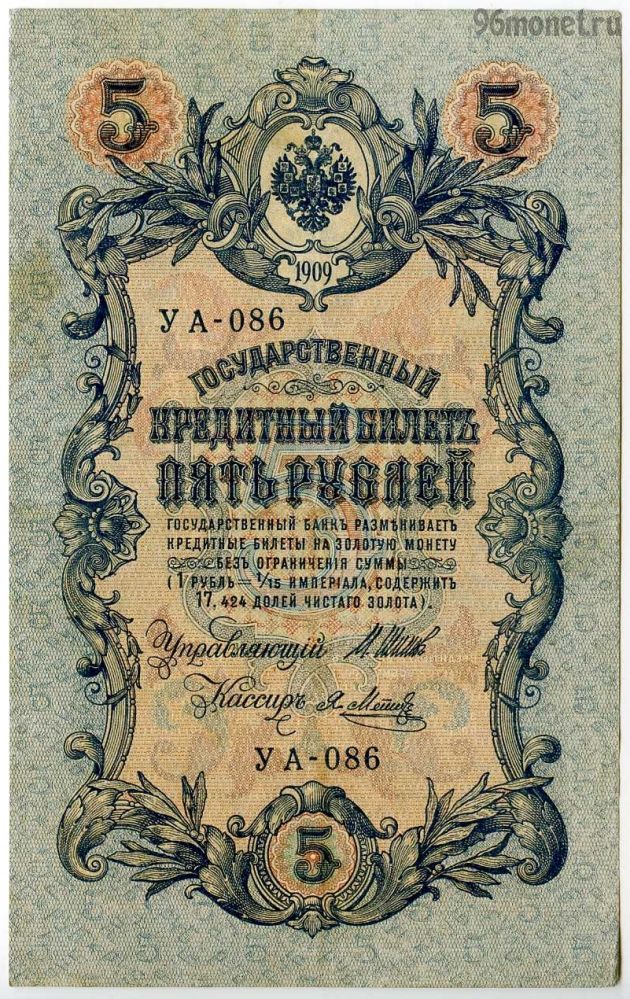 96monet.ru
5 5
1909
УА-086
ГОСУДАРСТВЕННЫЙ
КРЕДИТНЫЙ БИЛЕТЪ
ПЯТЬ РУБЛЕЙ
ГОСУДАРСТВЕННЫЙ БАНКЪ РАЗМѢНИВАЕТЪ
КРЕДИТНЫЕ БИЛЕТЫ НА ЗОЛОТУЮ МОНЕТУ
БЕЗЪ ОГРАНИЧЕНІЯ СУММЫ
(1 РУБЛЬ = 1/15 ИМПЕРІАЛА, СОДЕРЖИТЪ
17,424 ДОЛЕЙ ЧИСТАГО ЗОЛОТА).
Управляющій И. Шипов
Кассиръ Я. Метц
УА-086
5